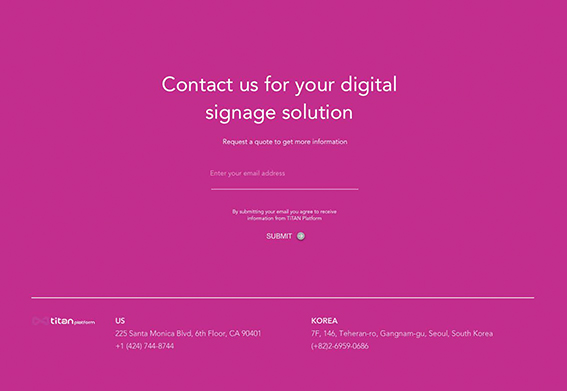 Contact us for your digital
signage solution
Request a quote to get more information
Enter your email address
By submitting your email you agree to receive
information from TiTAN Platform
SUBMIT
titan platform
US
225 Santa Monica Blvd, 6th Floor, CA 90401
+1 (424) 744-8744
KOREA
7F, 146, Teheran-ro, Gangnam-gu, Seoul, South Korea
(+82)2-6959-0686